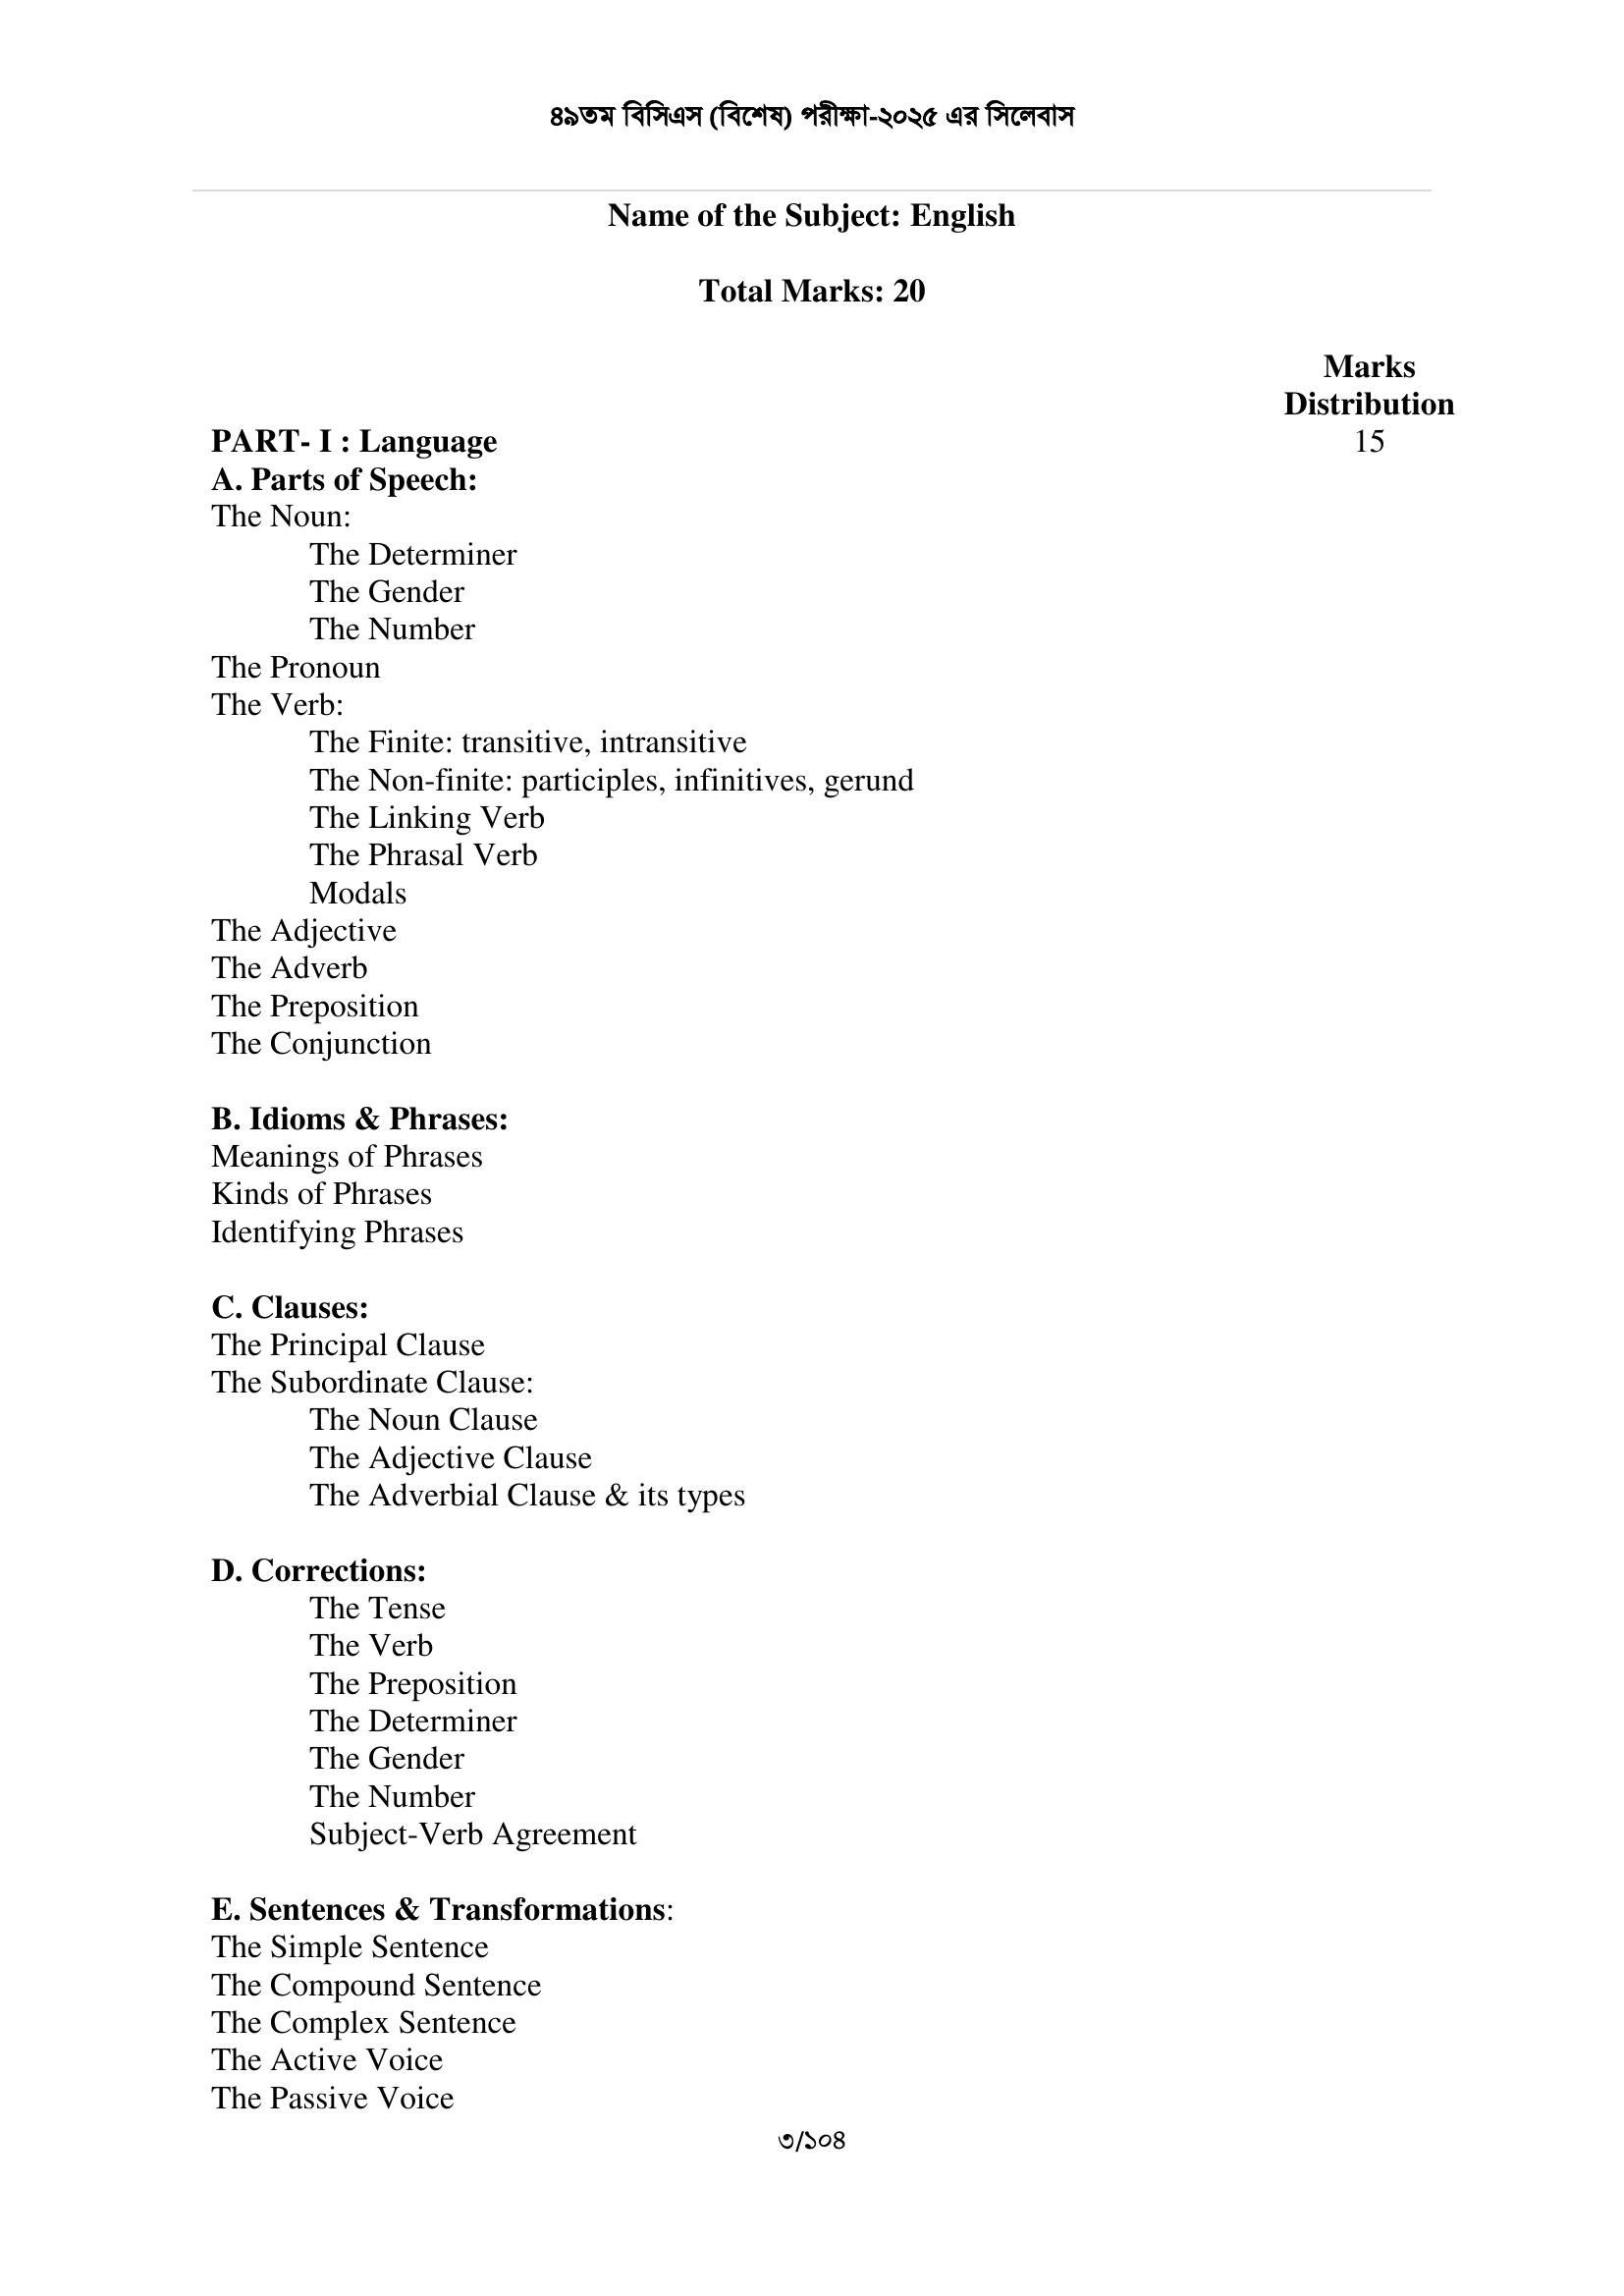 ৪৯তম বিসিএস (বিশেষ) পরীক্ষা-২০২৫ এর সিলেবাস
Name of the Subject: English
Total Marks: 20
Marks
Distribution
PART- I : Language 15
A. Parts of Speech:
The Noun:
The Determiner
The Gender
The Number
The Pronoun
The Verb:
The Finite: transitive, intransitive
The Non-finite: participles, infinitives, gerund
The Linking Verb
The Phrasal Verb
Modals
The Adjective
The Adverb
The Preposition
The Conjunction
B. Idioms & Phrases:
Meanings of Phrases
Kinds of Phrases
Identifying Phrases
C. Clauses:
The Principal Clause
The Subordinate Clause:
The Noun Clause
The Adjective Clause
The Adverbial Clause & its types
D. Corrections:
The Tense
The Verb
The Preposition
The Determiner
The Gender
The Number
Subject-Verb Agreement
E. Sentences & Transformations:
The Simple Sentence
The Compound Sentence
The Complex Sentence
The Active Voice
The Passive Voice
৩/১০৪